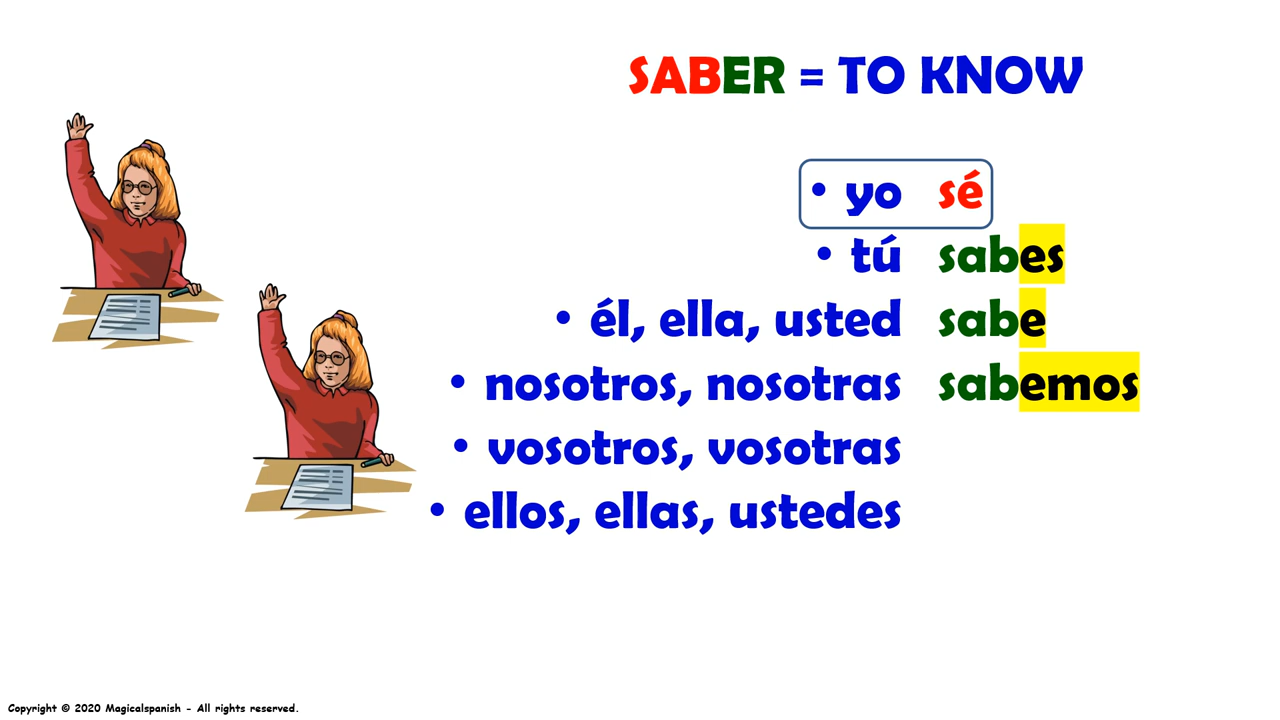 SABER = TO KNOW
• yo sé
• tú sabes
• él, ella, usted sabe
• nosotros, nosotras sabemos
• vosotros, vosotras
• ellos, ellas, ustedes
Copyright © 2020 Magicalspanish - All rights reserved.